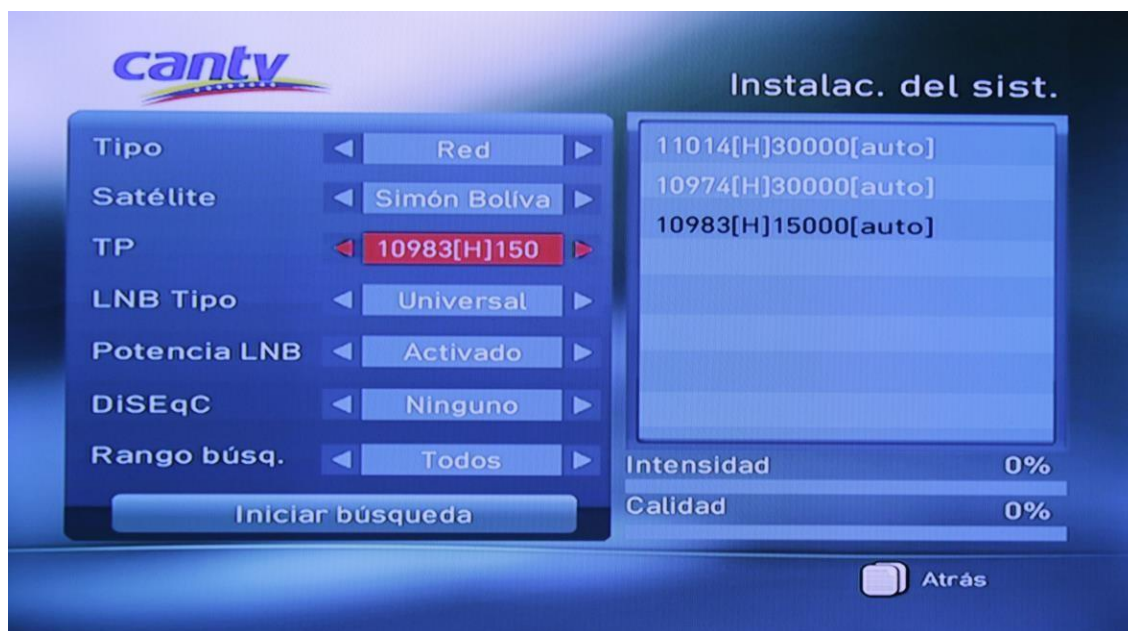 cantv
Instalac. del sist.
Tipo Red
Satélite Simón Bolíva
TP 10983[H]150
LNB Tipo Universal
Potencia LNB Activado
DiSEqC Ninguno
Rango búsq. Todos
Iniciar búsqueda
11014[H]30000[auto]
10974[H]30000[auto]
10983[H]15000[auto]
Intensidad 0%
Calidad 0%
Atrás